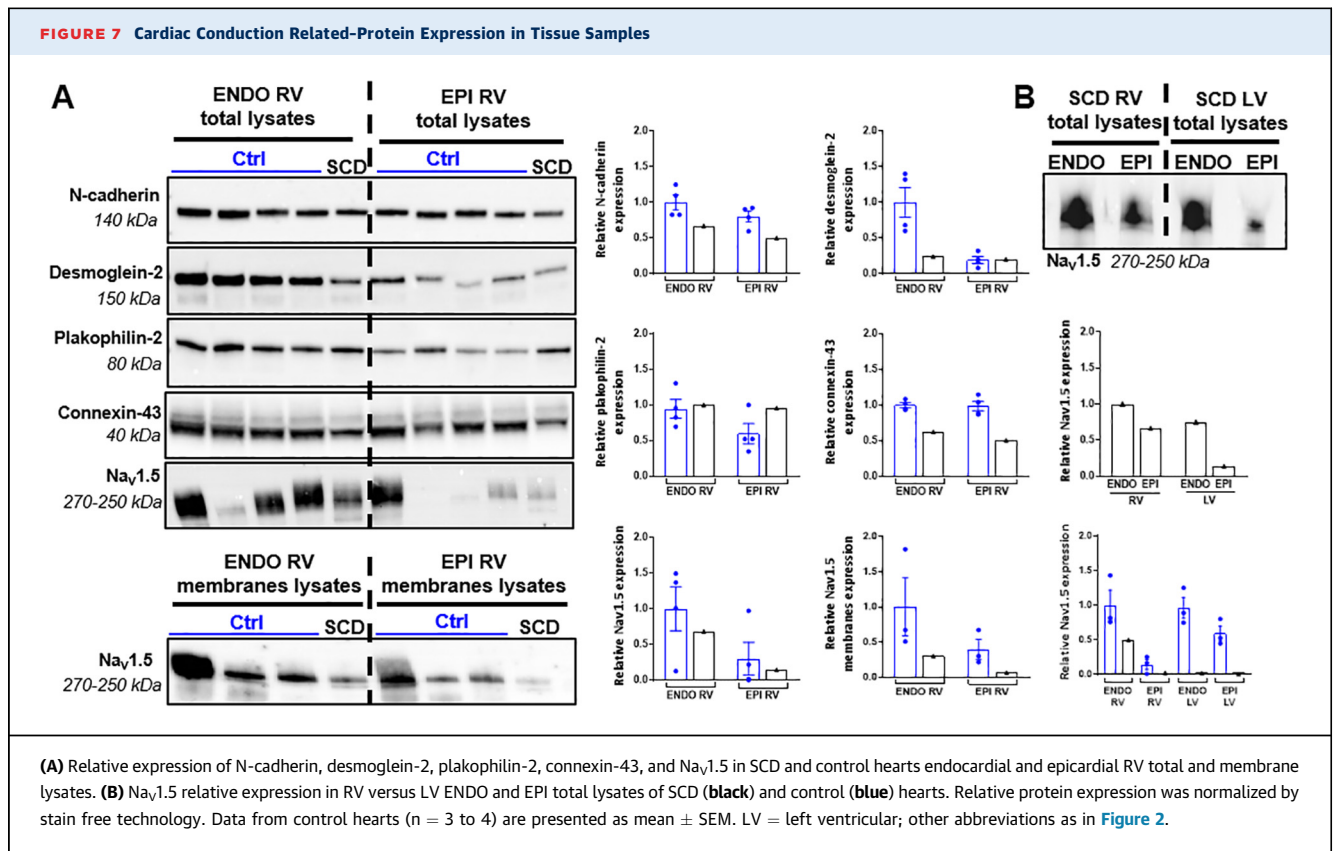 FIGURE 7 Cardiac Conduction Related-Protein Expression in Tissue Samples
A
ENDO RV
total lysates
EPI RV
total lysates
Ctrl
SCD
Ctrl
SCD
N-cadherin
140 kDa
Desmoglein-2
150 kDa
Plakophilin-2
80 kDa
Connexin-43
40 kDa
NaV1.5
270-250 kDa
ENDO RV
membranes lysates
EPI RV
membranes lysates
Ctrl
SCD
Ctrl
SCD
NaV1.5
270-250 kDa
Relative N-cadherin
expression
2.0
1.5
1.0
0.5
0.0
ENDO RV
EPI RV
Relative desmoglein-2
expression
2.0
1.5
1.0
0.5
0.0
ENDO RV
EPI RV
Relative plakophilin-2
expression
2.0
1.5
1.0
0.5
0.0
ENDO RV
EPI RV
Relative connexin-43
expression
2.0
1.5
1.0
0.5
0.0
ENDO RV
EPI RV
Relative Nav1.5 expression
2.0
1.5
1.0
0.5
0.0
ENDO RV
EPI RV
Relative Nav1.5
membranes expression
2.0
1.5
1.0
0.5
0.0
ENDO RV
EPI RV
B
SCD RV
total lysates
SCD LV
total lysates
ENDO EPI ENDO EPI
NaV1.5 270-250 kDa
Relative Nav1.5 expression
2.0
1.5
1.0
0.5
0.0
ENDO EPI ENDO EPI
RV LV
Relative Nav1.5 expression
2.0
1.5
1.0
0.5
0.0
ENDO EPI ENDO EPI
RV RV LV LV
(A) Relative expression of N-cadherin, desmoglein-2, plakophilin-2, connexin-43, and NaV1.5 in SCD and control hearts endocardial and epicardial RV total and membrane
lysates. (B) NaV1.5 relative expression in RV versus LV ENDO and EPI total lysates of SCD (black) and control (blue) hearts. Relative protein expression was normalized by
stain free technology. Data from control hearts (n = 3 to 4) are presented as mean ± SEM. LV = left ventricular; other abbreviations as in Figure 2.